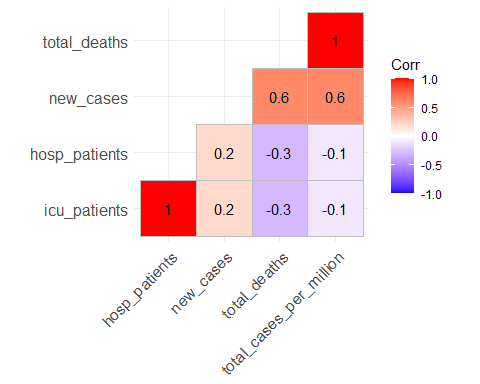 total_deaths
1
new_cases
0.6
0.6
hosp_patients
0.2
-0.3
-0.1
icu_patients
1
0.2
-0.3
-0.1
hosp_patients
new_cases
total_deaths
total_cases_per_million
Corr
1.0
0.5
0.0
-0.5
-1.0